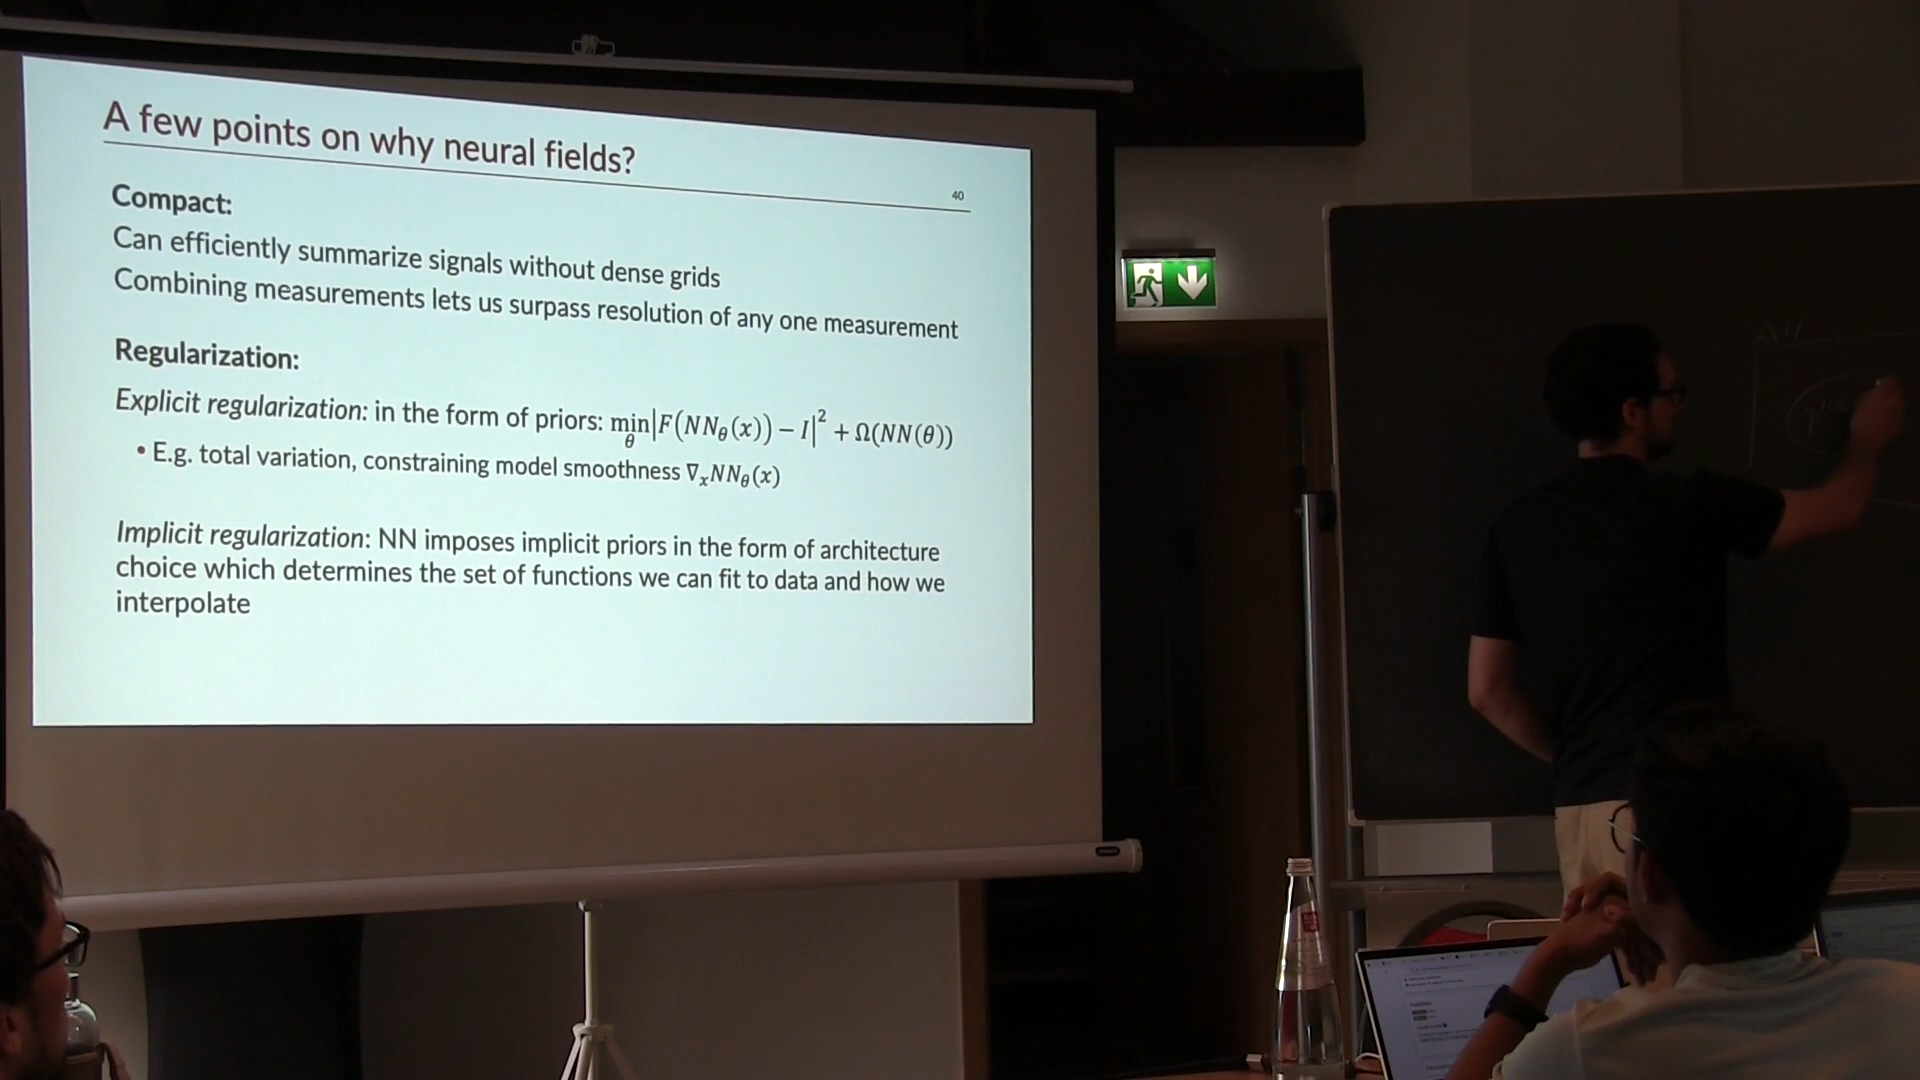 A few points on why neural fields?
40
Compact:
Can efficiently summarize signals without dense grids
Combining measurements lets us surpass resolution of any one measurement
Regularization:
Explicit regularization: in the form of priors: min_θ |F(NN_θ(x)) − I|² + Ω(NN(θ))
• E.g. total variation, constraining model smoothness ∇_x NN_θ(x)
Implicit regularization: NN imposes implicit priors in the form of architecture
choice which determines the set of functions we can fit to data and how we
interpolate